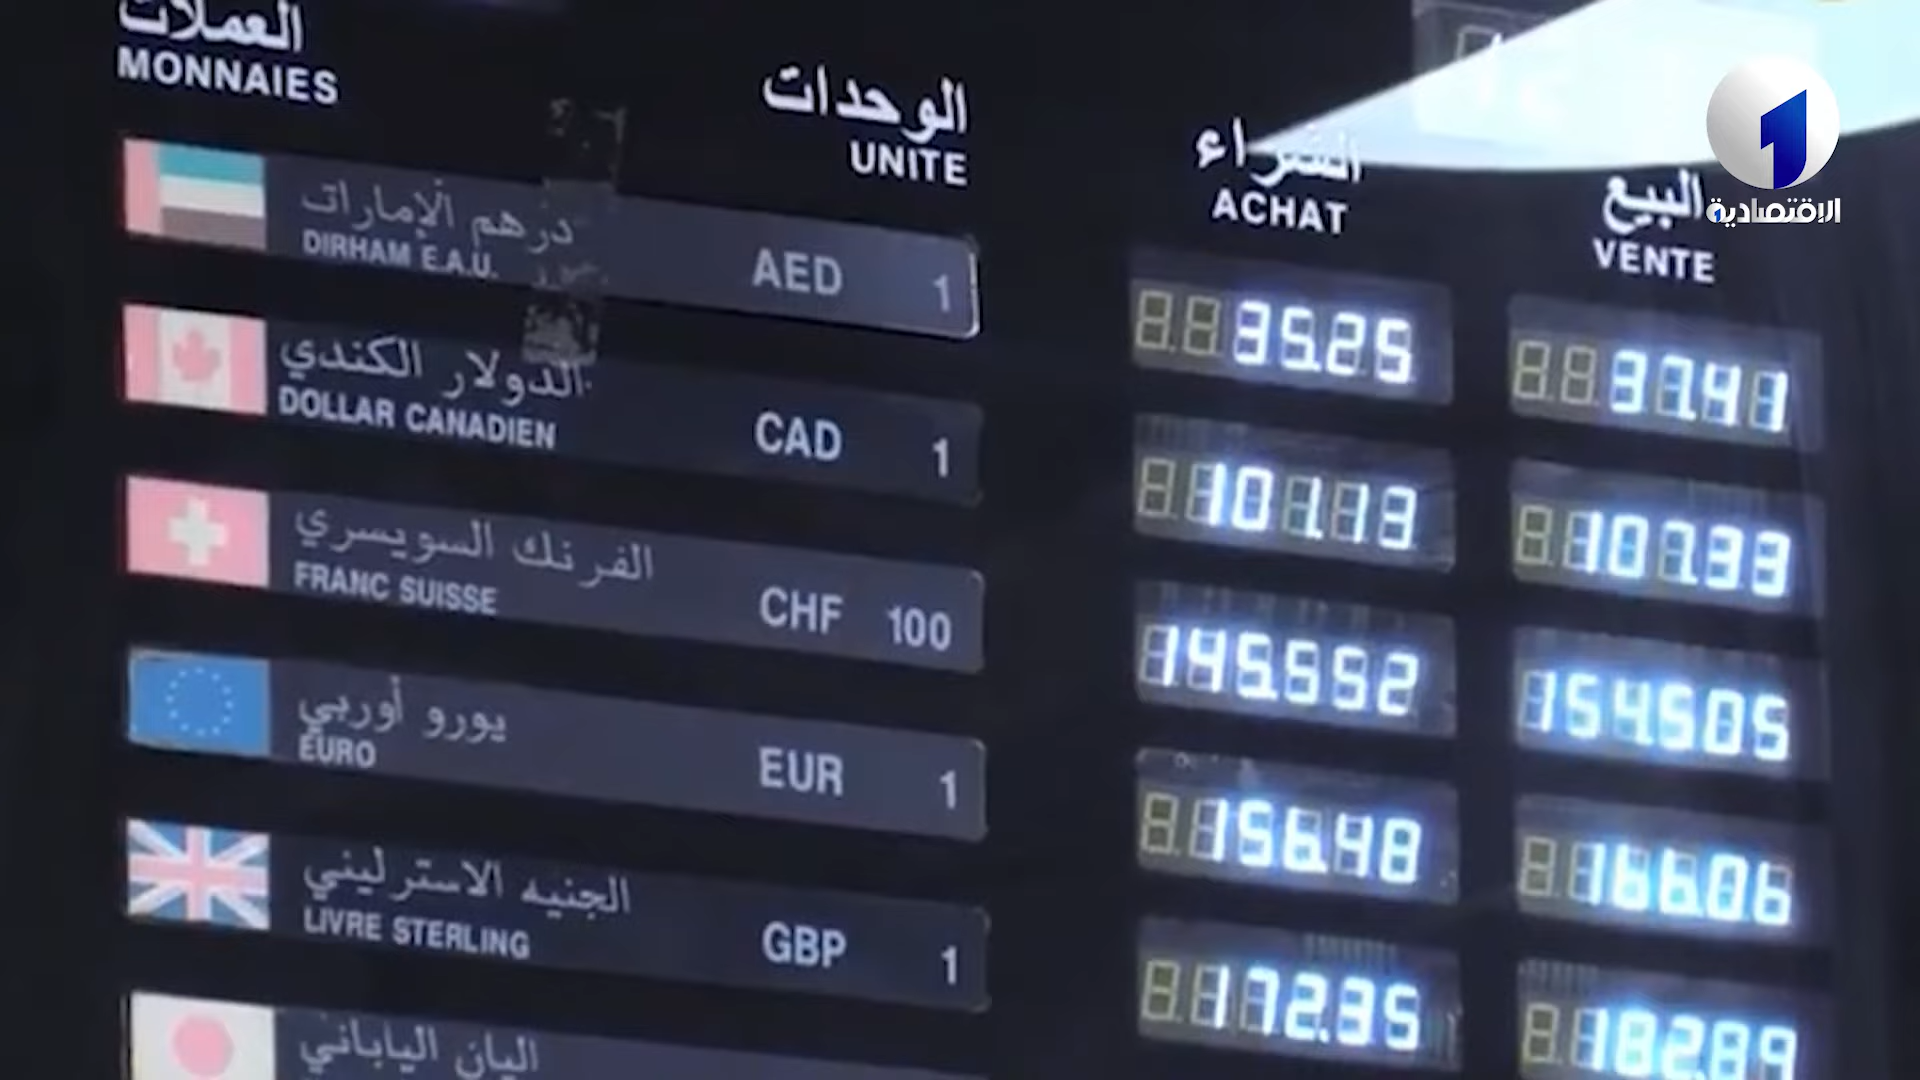 العملات
MONNAIES
الوحدات
UNITE
الشراء
ACHAT
البيع
VENTE
الإقتصادية
درهم الإمارات
DIRHAM E.A.U.
AED 1
35.25
37.41
الدولار الكندي
DOLLAR CANADIEN
CAD 1
101.13
107.33
الفرنك السويسري
FRANC SUISSE
CHF 100
145.552
154.505
يورو أوربي
EURO
EUR 1
156.48
166.06
الجنيه الاسترليني
LIVRE STERLING
GBP 1
172.35
182.89
اليان الياباني